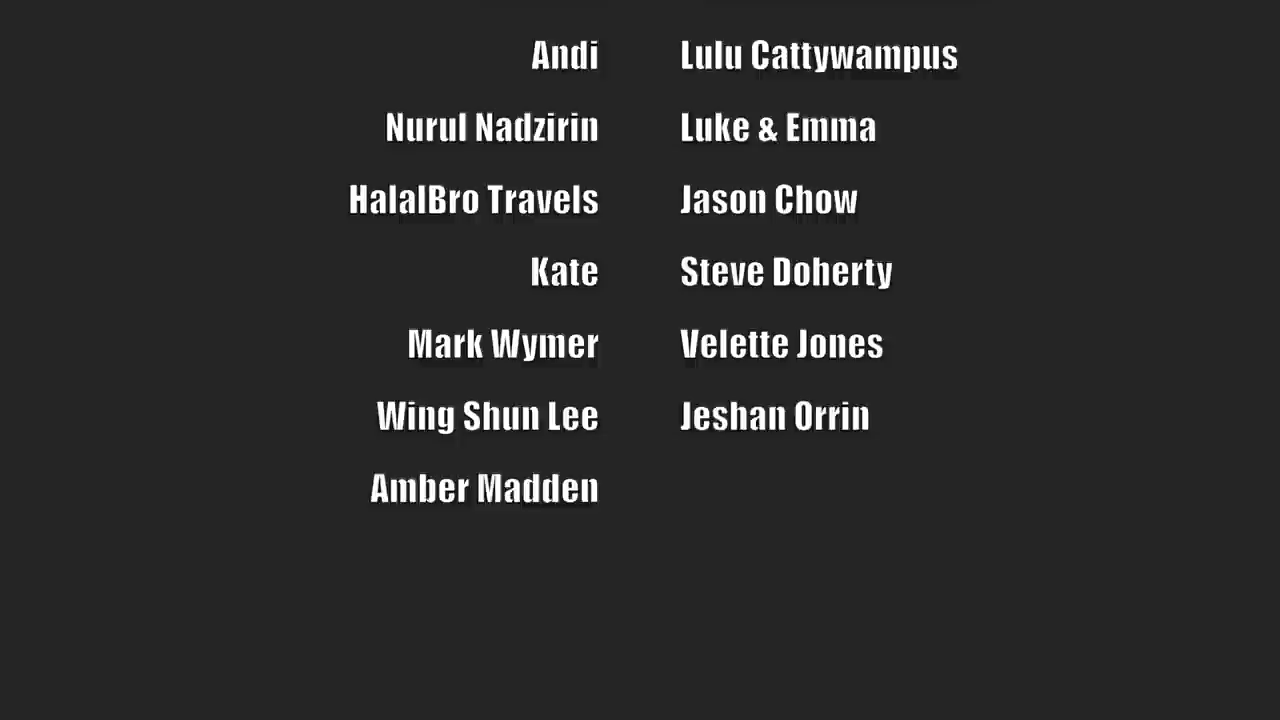 Andi Lulu Cattywampus
Nurul Nadzirin Luke & Emma
HalalBro Travels Jason Chow
Kate Steve Doherty
Mark Wymer Velette Jones
Wing Shun Lee Jeshan Orrin
Amber Madden